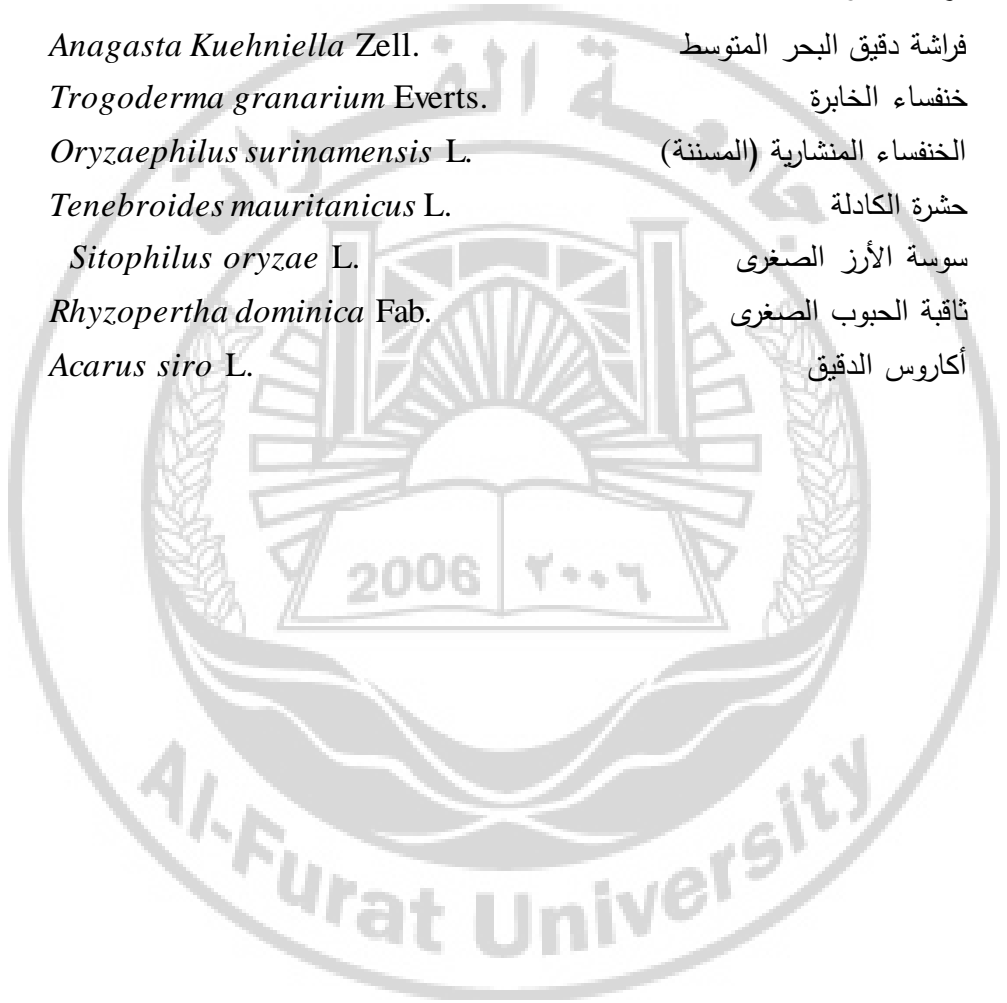 فراشة دقيق البحر المتوسط Anagasta Kuehniella Zell.
خنفساء الخابرة Trogoderma granarium Everts.
الخنفساء المنشارية (المسننة) Oryzaephilus surinamensis L.
حشرة الكادلة Tenebroides mauritanicus L.
سوسة الأرز الصغرى Sitophilus oryzae L.
ثاقبة الحبوب الصغرى Rhyzopertha dominica Fab.
أكاروس الدقيق Acarus siro L.
جامعة الفرات
2006 ٢٠٠٦
Al-Furat University